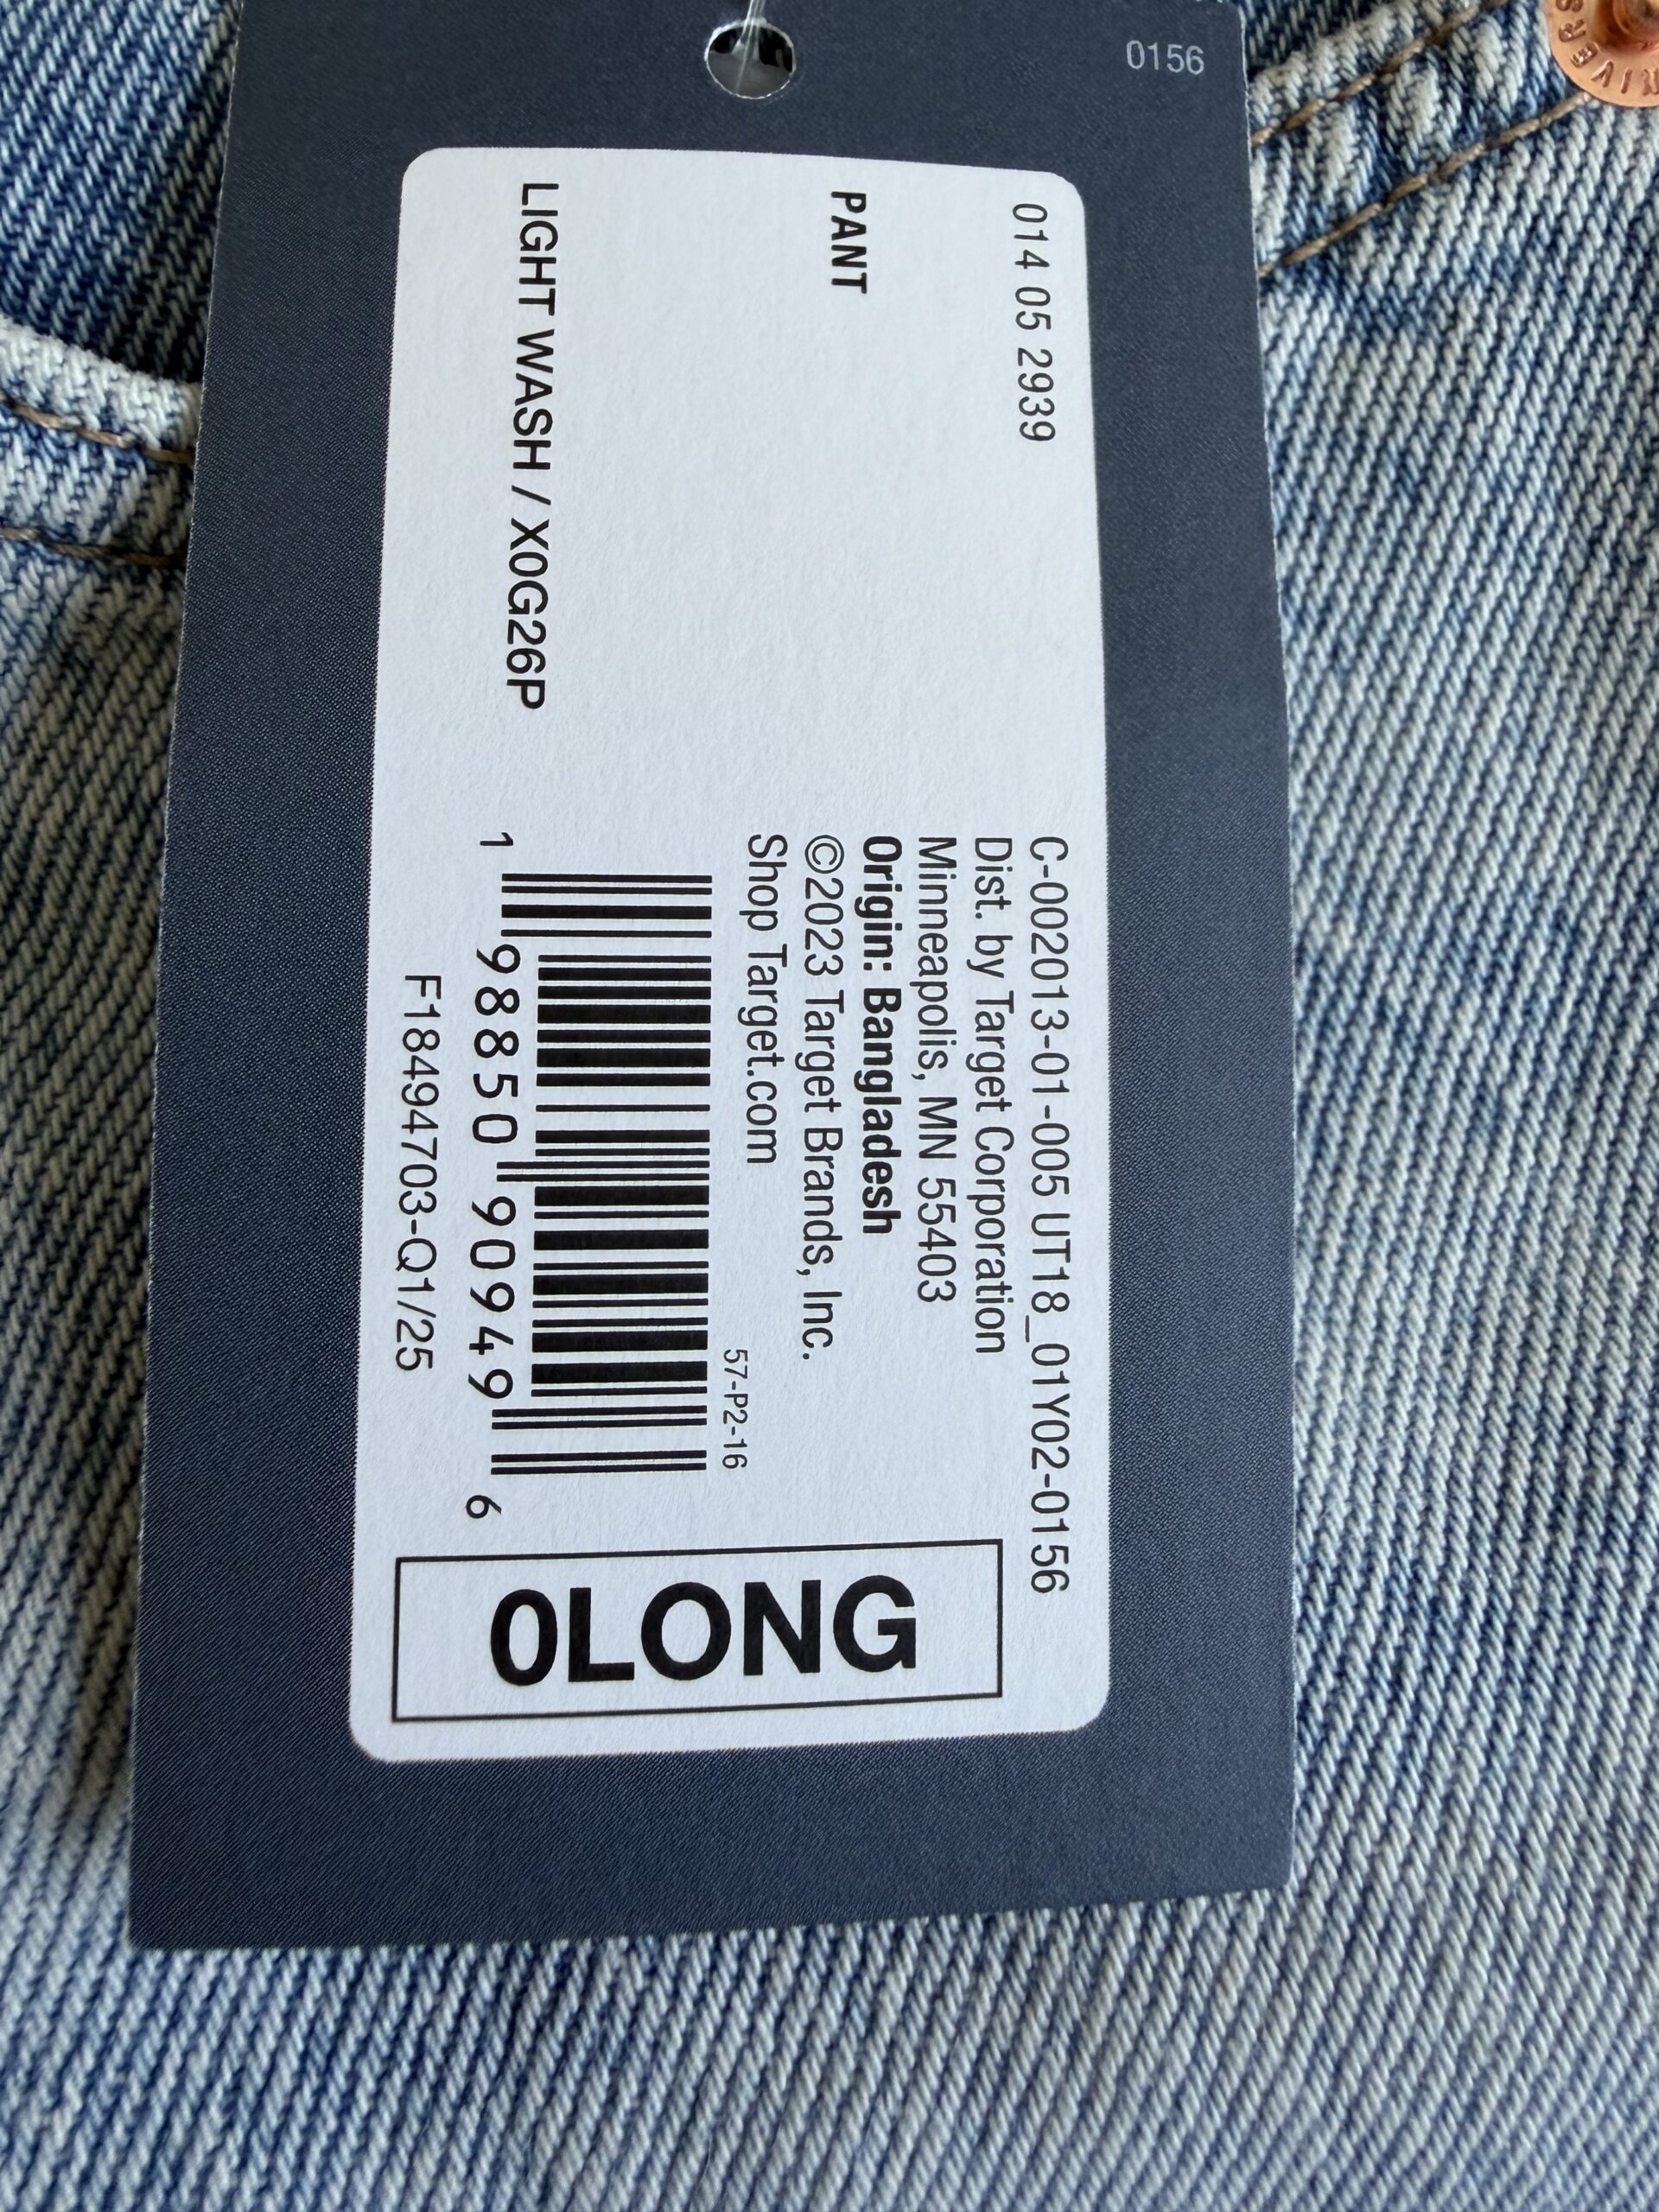 0156
014 05 2939
PANT
LIGHT WASH / X0G26P
C-002013-01-005 UT18_01Y02-0156
Dist. by Target Corporation
Minneapolis, MN 55403
Origin: Bangladesh
©2023 Target Brands, Inc.
Shop Target.com
57-P2-16
1 98850 90949 6
F18494703-Q1/25
0LONG